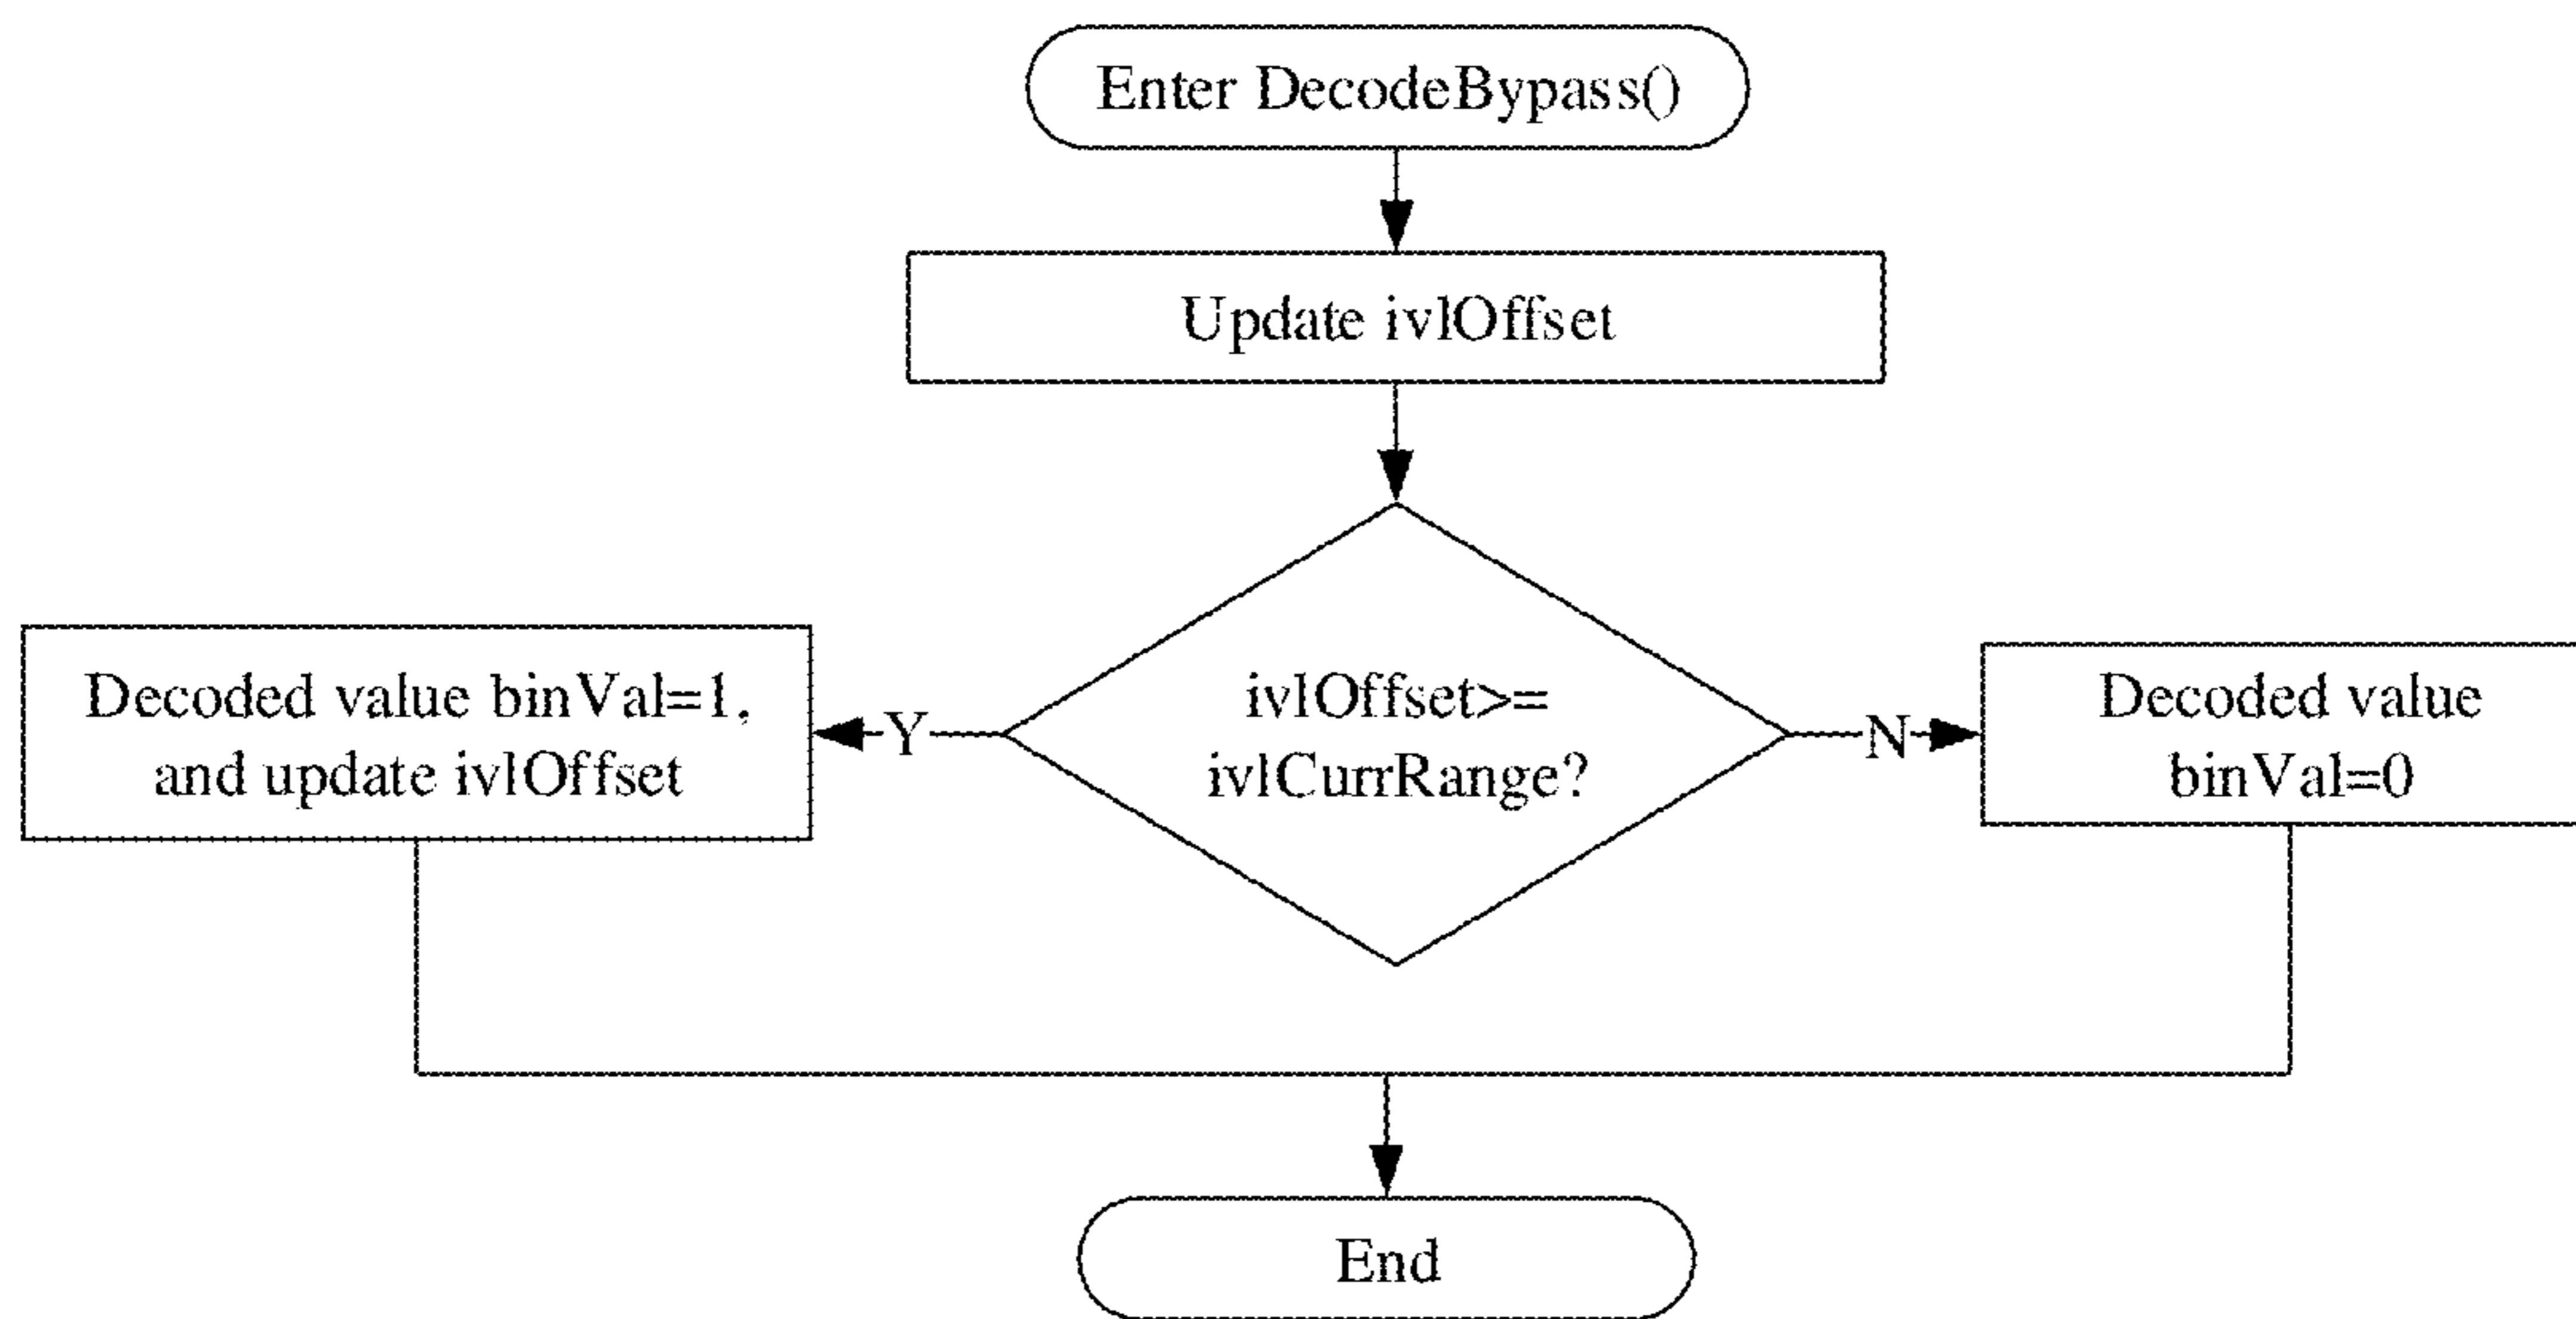 Enter DecodeBypass()
Update ivlOffset
ivlOffset>=
ivlCurrRange?
Y
N
Decoded value binVal=1,
and update ivlOffset
Decoded value
binVal=0
End